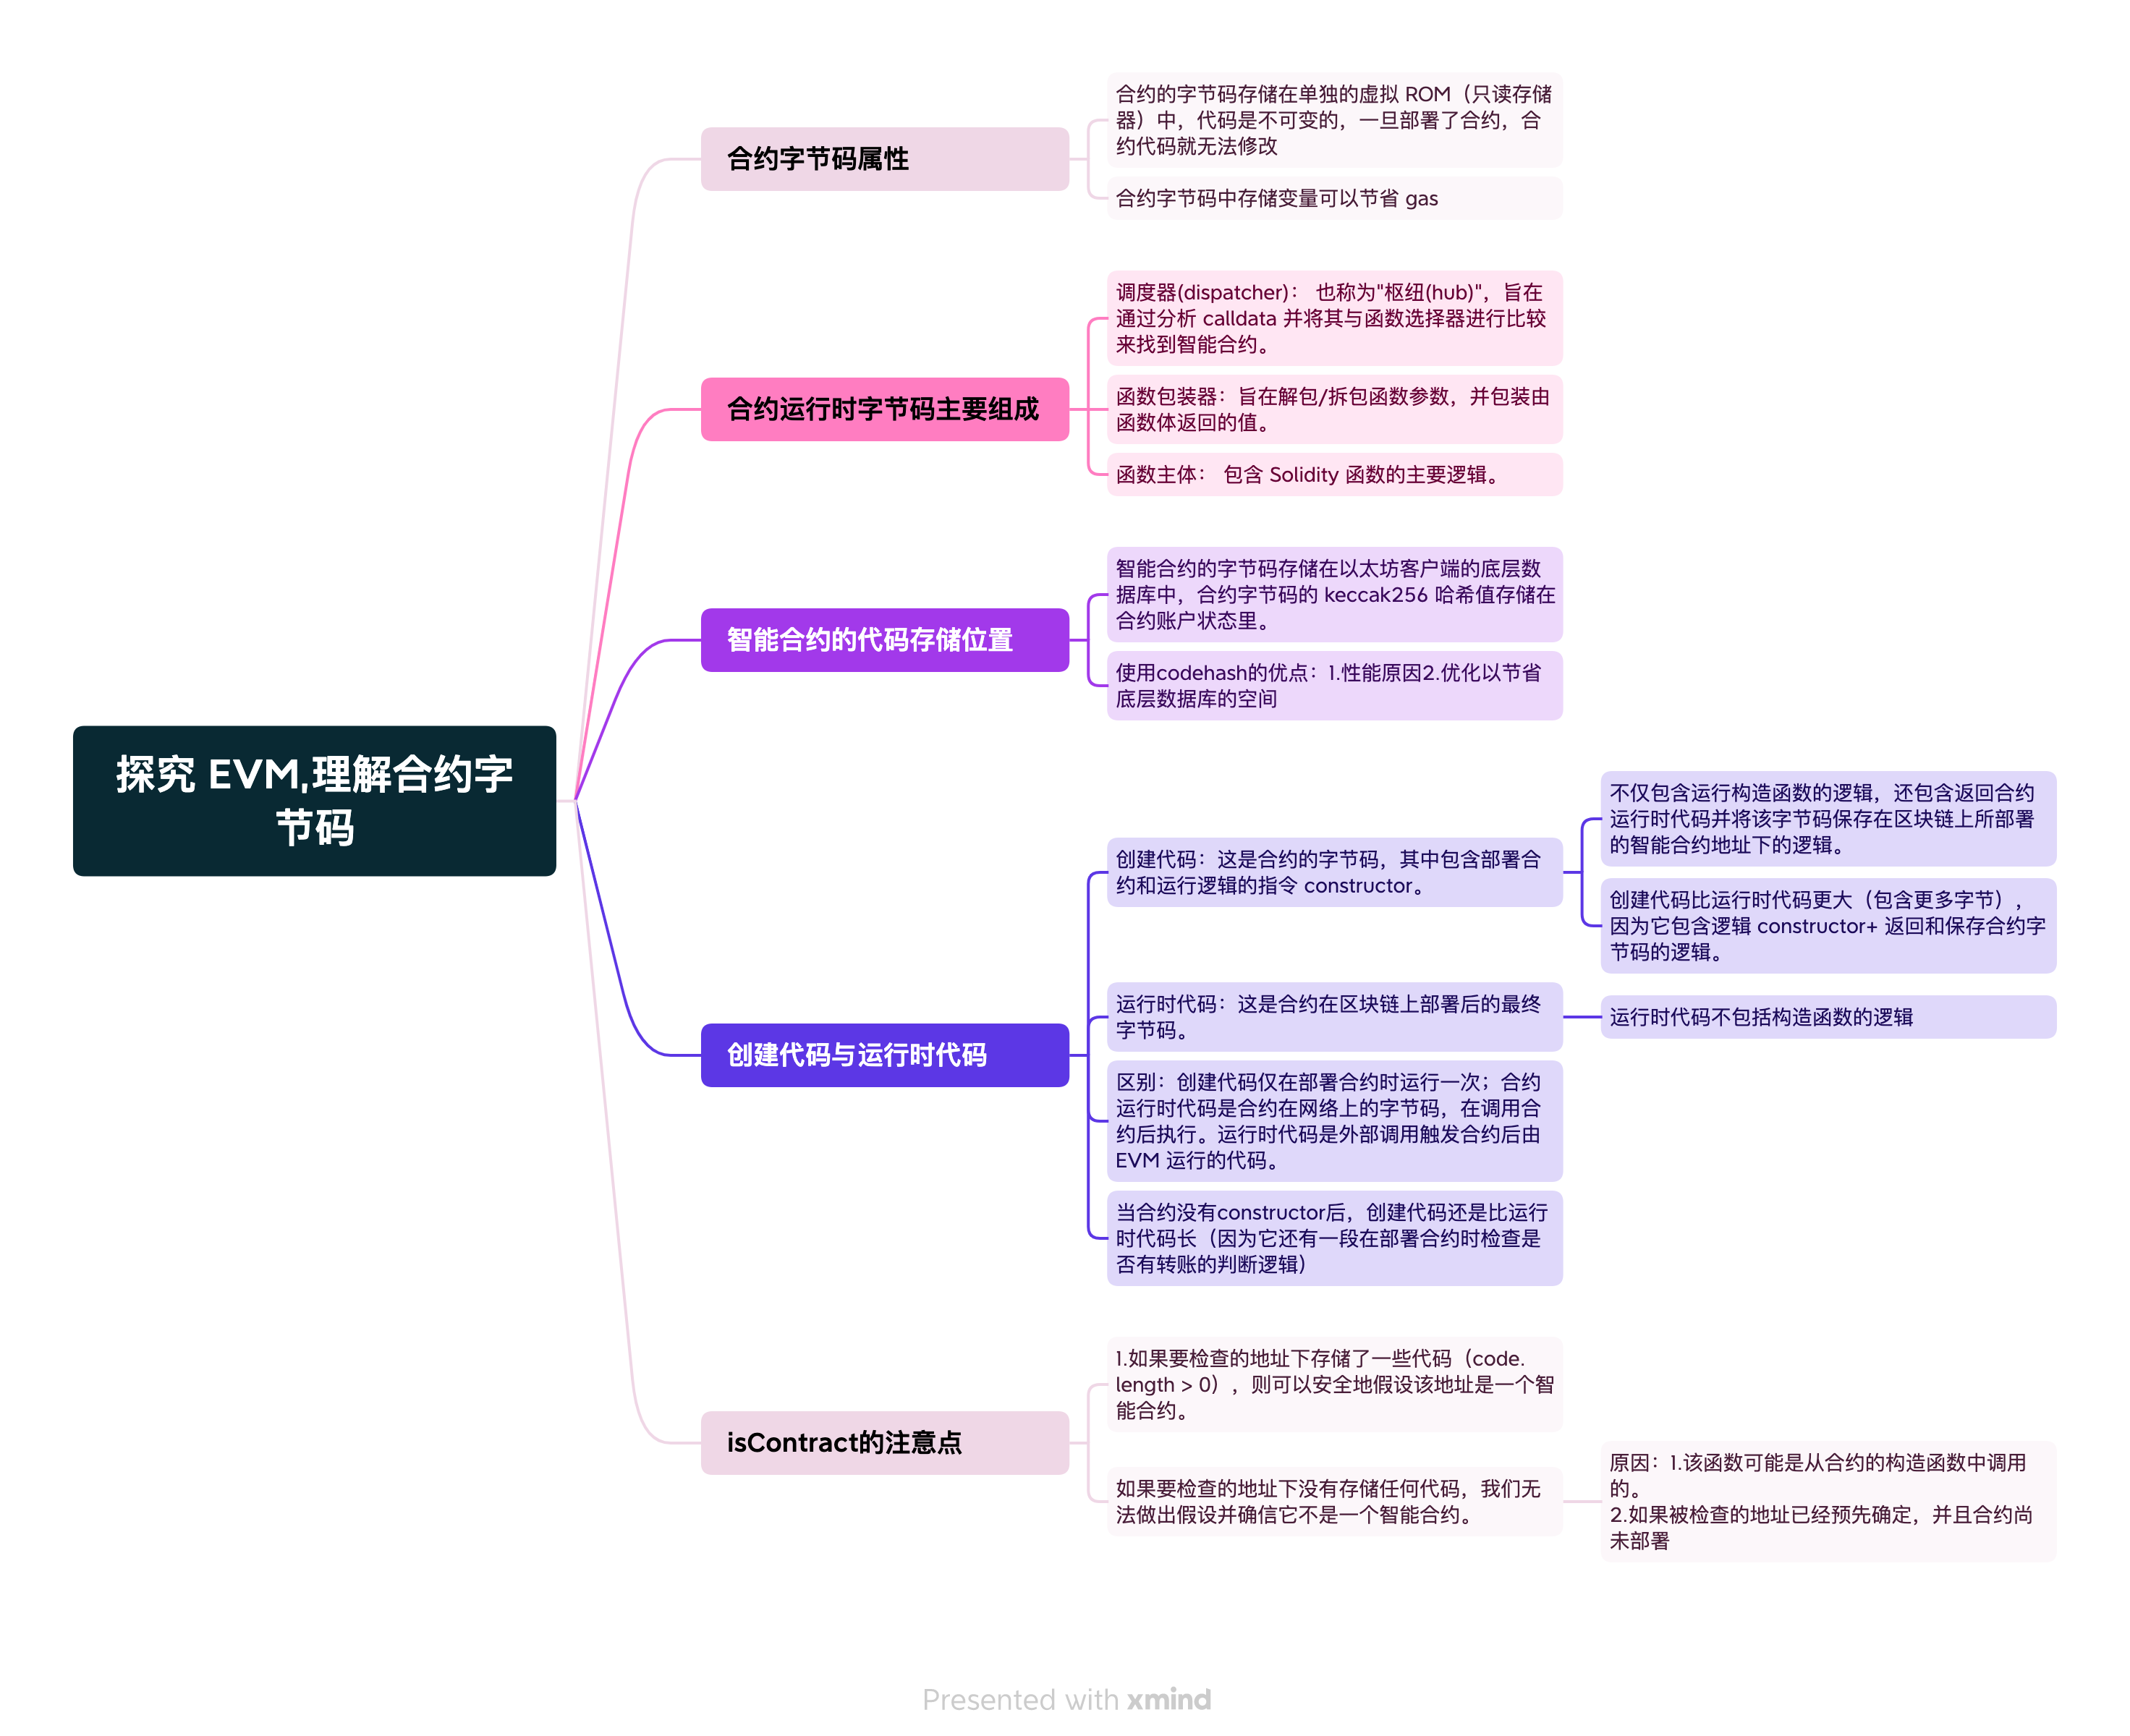 探究 EVM,理解合约字
节码
合约字节码属性
合约的字节码存储在单独的虚拟 ROM（只读存储
器）中，代码是不可变的，一旦部署了合约，合
约代码就无法修改
合约字节码中存储变量可以节省 gas
合约运行时字节码主要组成
调度器(dispatcher)： 也称为"枢纽(hub)"，旨在
通过分析 calldata 并将其与函数选择器进行比较
来找到智能合约。
函数包装器：旨在解包/拆包函数参数，并包装由
函数体返回的值。
函数主体： 包含 Solidity 函数的主要逻辑。
智能合约的代码存储位置
智能合约的字节码存储在以太坊客户端的底层数
据库中，合约字节码的 keccak256 哈希值存储在
合约账户状态里。
使用codehash的优点：1.性能原因2.优化以节省
底层数据库的空间
创建代码与运行时代码
创建代码：这是合约的字节码，其中包含部署合
约和运行逻辑的指令 constructor。
不仅包含运行构造函数的逻辑，还包含返回合约
运行时代码并将该字节码保存在区块链上所部署
的智能合约地址下的逻辑。
创建代码比运行时代码更大（包含更多字节），
因为它包含逻辑 constructor+ 返回和保存合约字
节码的逻辑。
运行时代码：这是合约在区块链上部署后的最终
字节码。
运行时代码不包括构造函数的逻辑
区别：创建代码仅在部署合约时运行一次；合约
运行时代码是合约在网络上的字节码，在调用合
约后执行。运行时代码是外部调用触发合约后由
EVM 运行的代码。
当合约没有constructor后，创建代码还是比运行
时代码长（因为它还有一段在部署合约时检查是
否有转账的判断逻辑）
isContract的注意点
1.如果要检查的地址下存储了一些代码（code.
length > 0），则可以安全地假设该地址是一个智
能合约。
如果要检查的地址下没有存储任何代码，我们无
法做出假设并确信它不是一个智能合约。
原因：1.该函数可能是从合约的构造函数中调用
的。
2.如果被检查的地址已经预先确定，并且合约尚
未部署
Presented with xmind